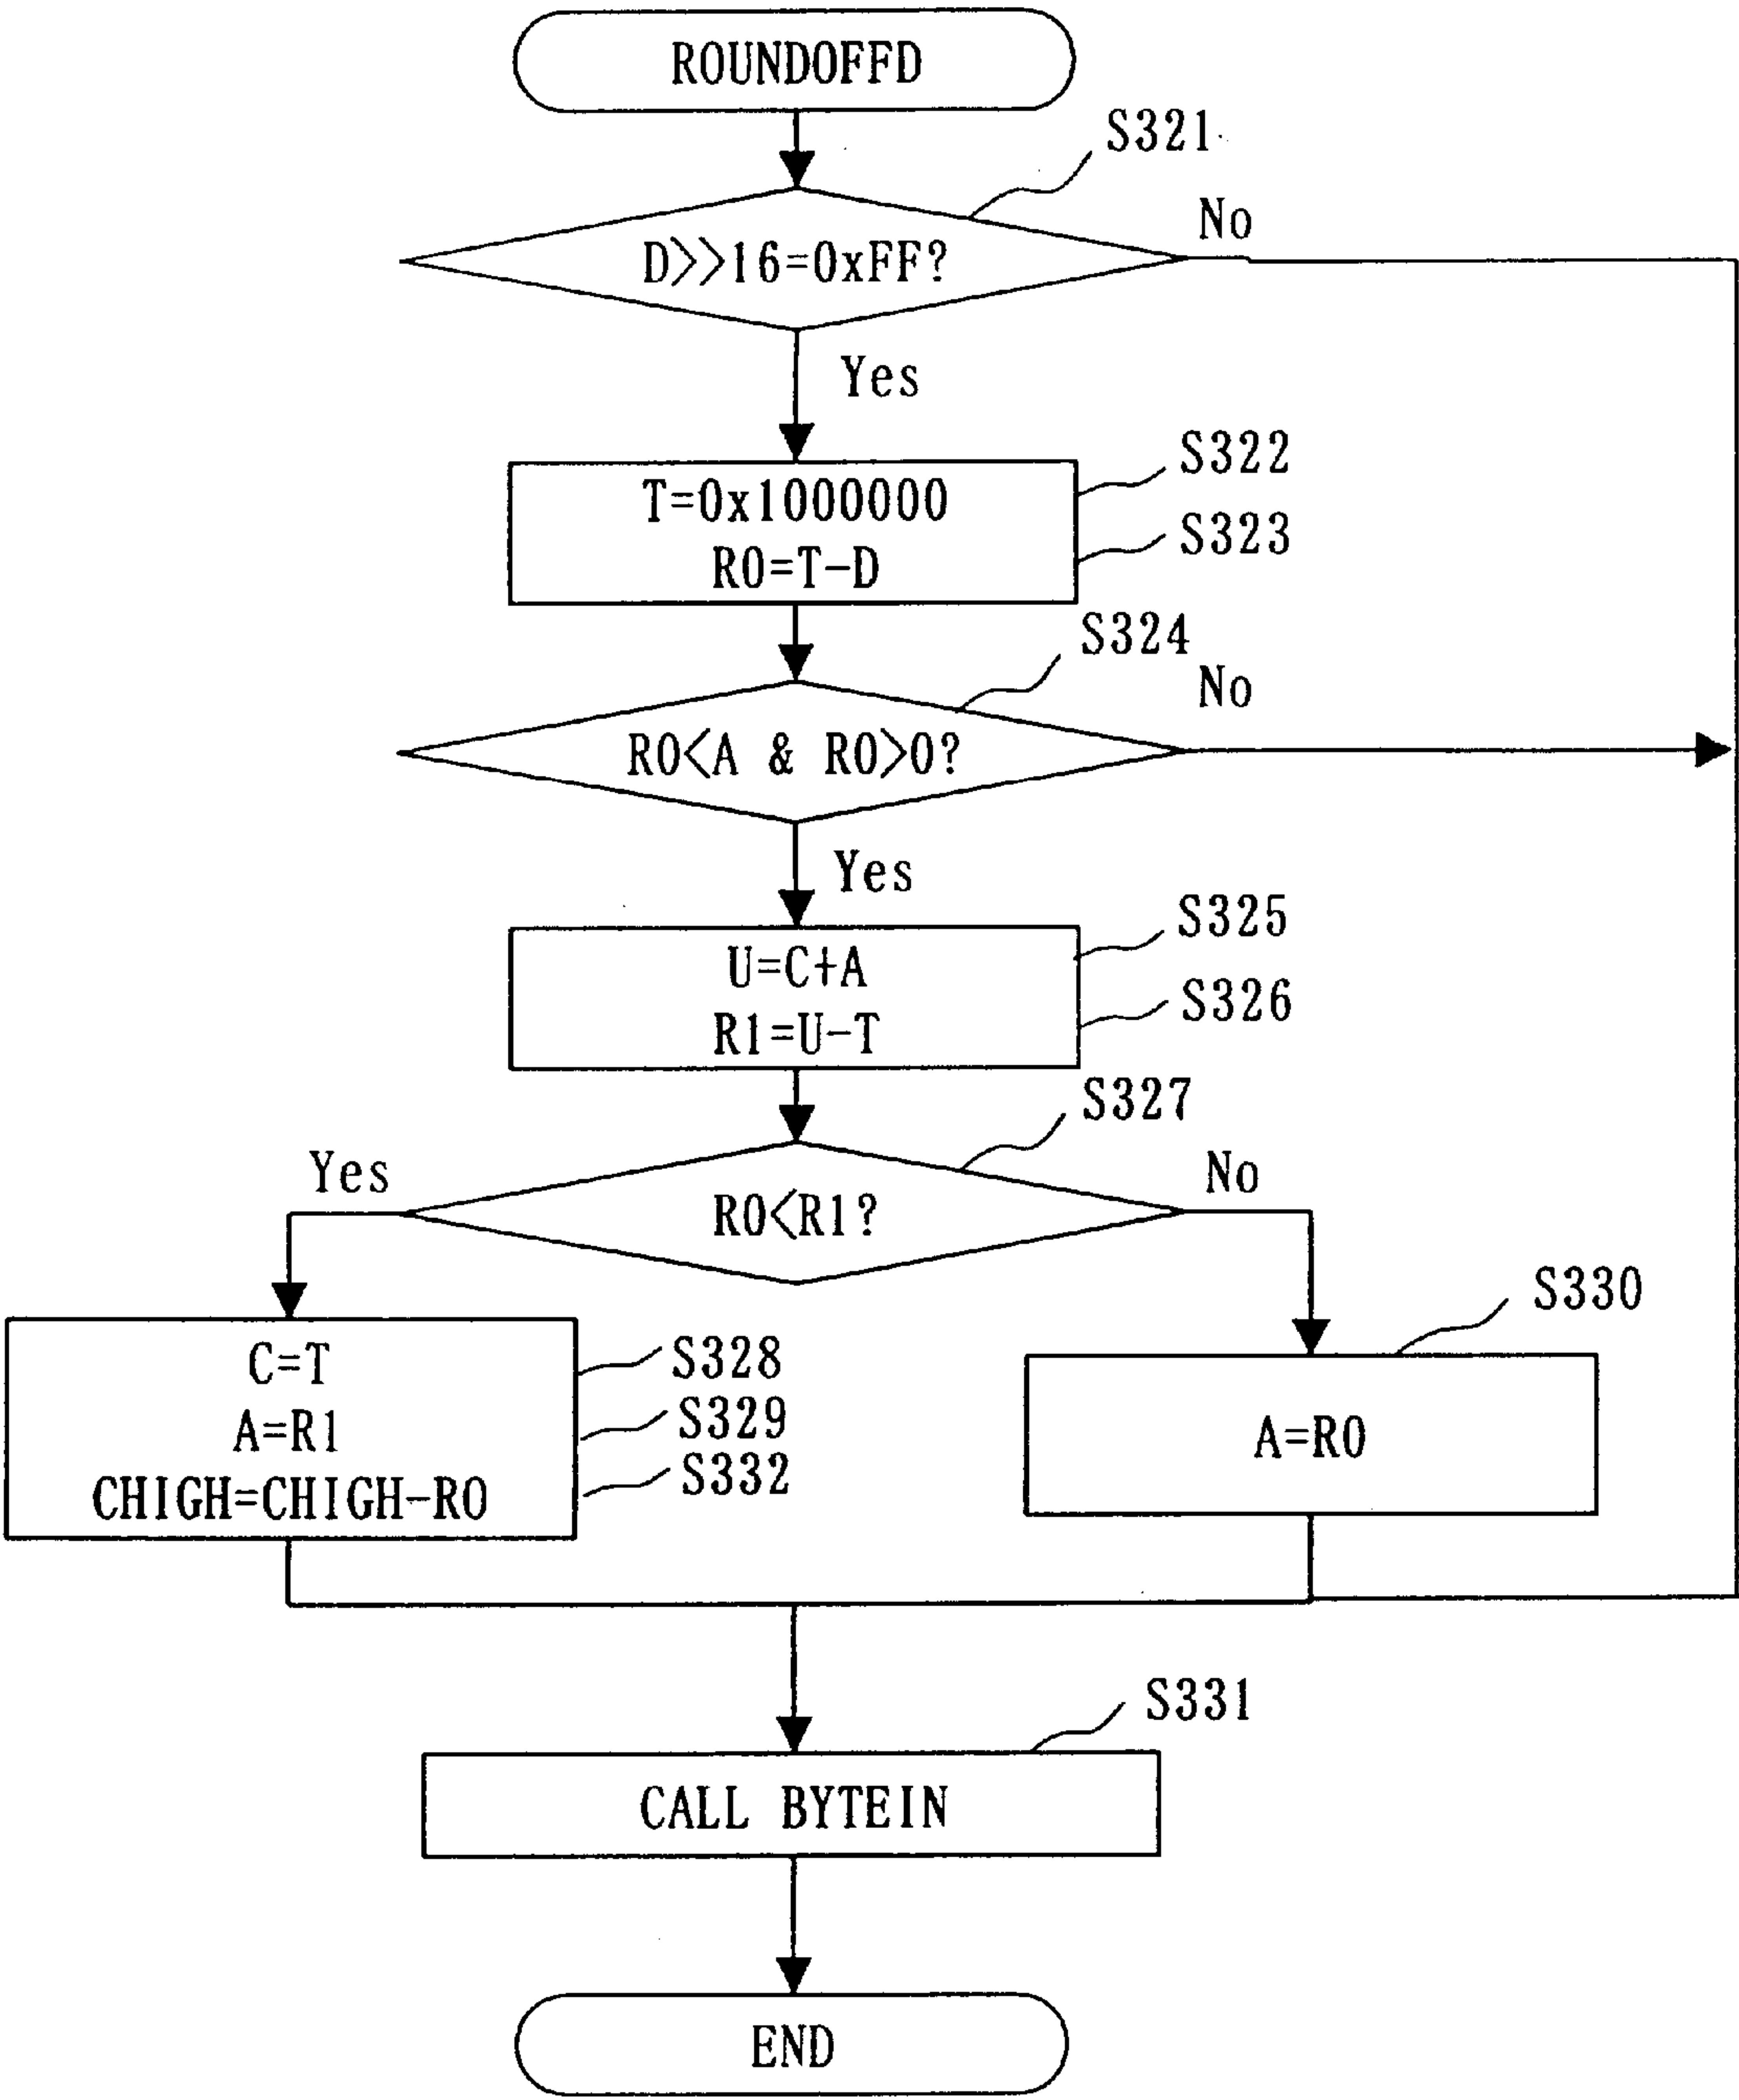 ROUNDOFFD
S321
D>>16=0xFF?
No
Yes
T=0x1000000
S322
R0=T-D
S323
S324
R0<A & R0>0?
No
Yes
U=C+A
S325
R1=U-T
S326
S327
R0<R1?
Yes
No
C=T
S328
A=R1
S329
CHIGH=CHIGH-R0
S332
S330
A=R0
S331
CALL BYTEIN
END